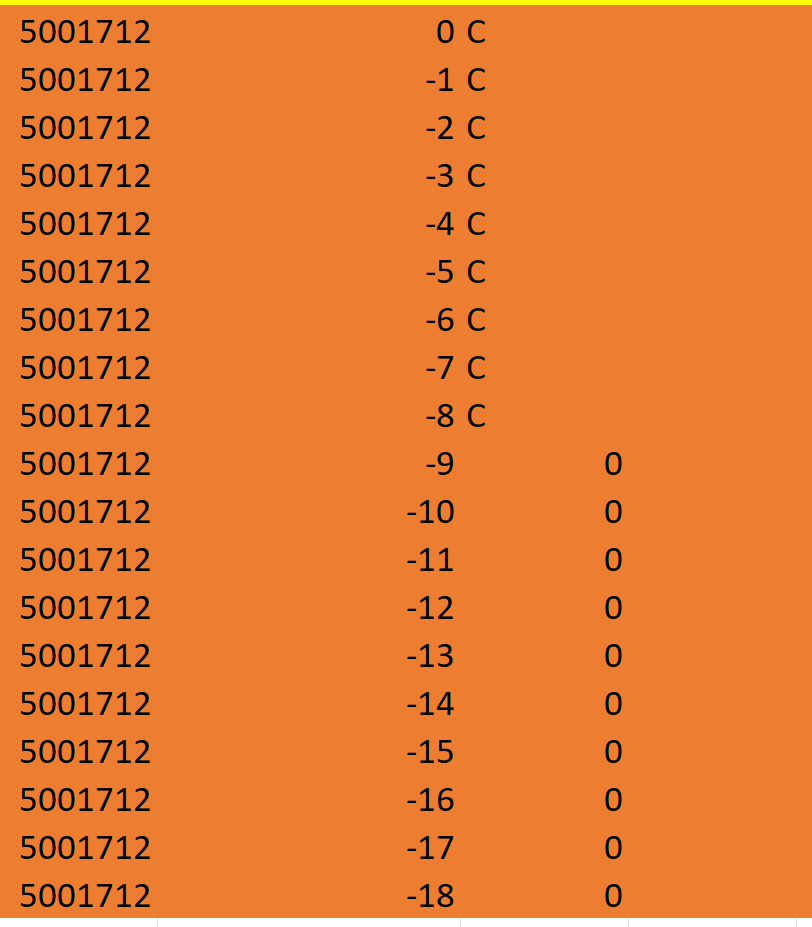 5001712 0 C
5001712 -1 C
5001712 -2 C
5001712 -3 C
5001712 -4 C
5001712 -5 C
5001712 -6 C
5001712 -7 C
5001712 -8 C
5001712 -9 0
5001712 -10 0
5001712 -11 0
5001712 -12 0
5001712 -13 0
5001712 -14 0
5001712 -15 0
5001712 -16 0
5001712 -17 0
5001712 -18 0